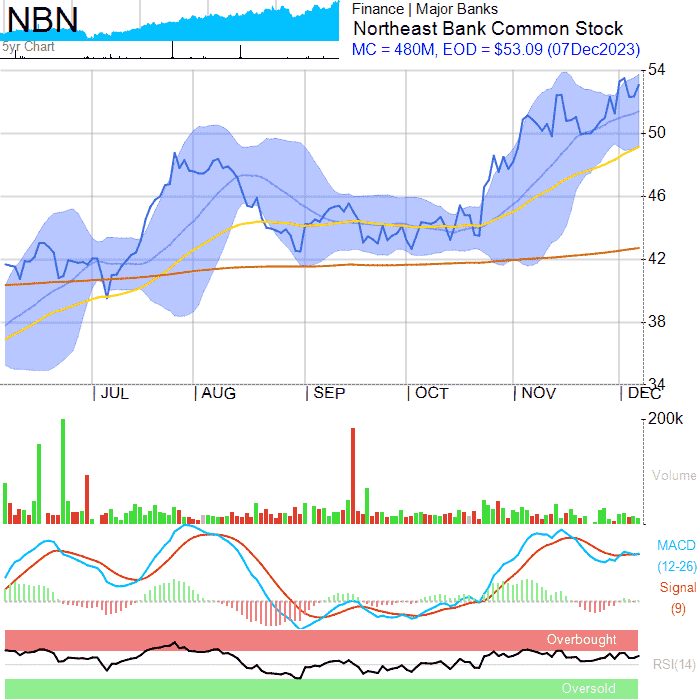 NBN
5yr Chart
Finance | Major Banks
Northeast Bank Common Stock
MC = 480M, EOD = $53.09 (07Dec2023)
54
50
46
42
38
34
JUL AUG SEP OCT NOV DEC
200k
Volume
MACD
(12-26)
Signal
(9)
Overbought
RSI(14)
Oversold